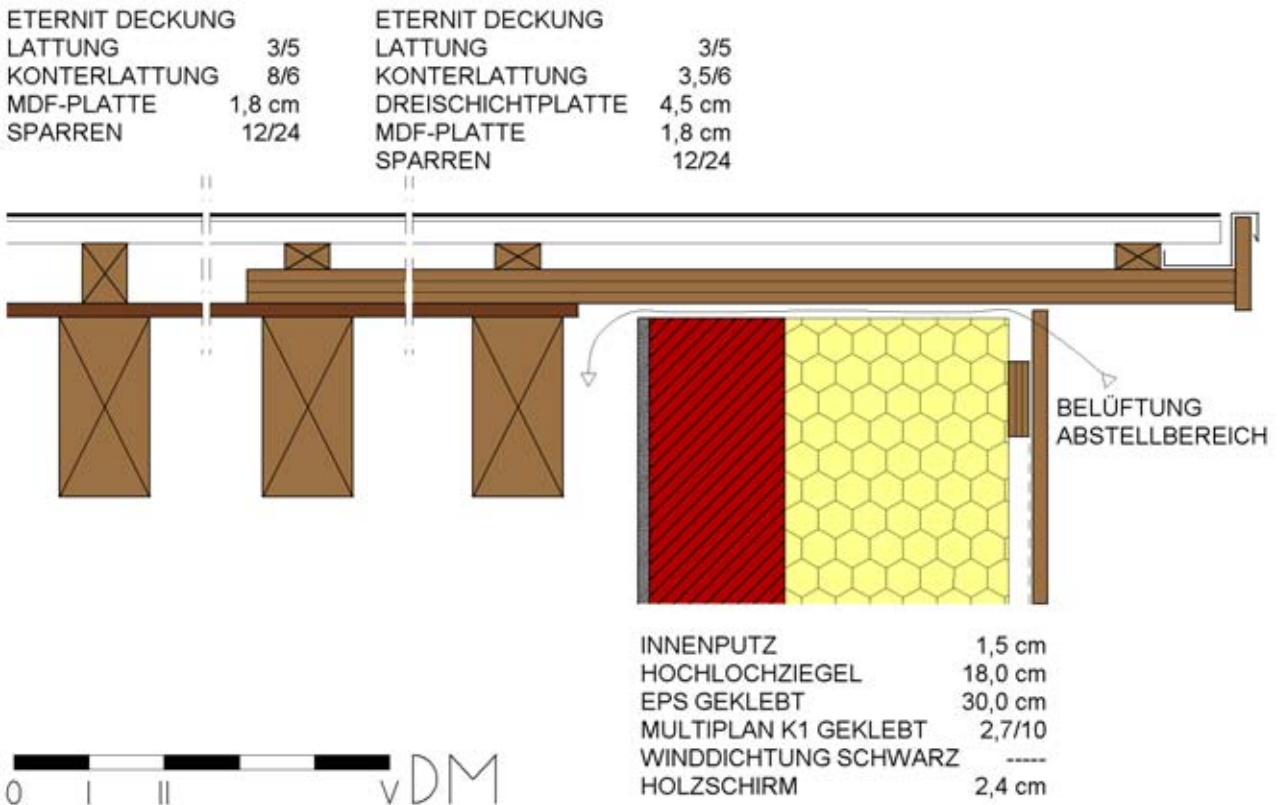 ETERNIT DECKUNG
LATTUNG 3/5
KONTERLATTUNG 8/6
MDF-PLATTE 1,8 cm
SPARREN 12/24
ETERNIT DECKUNG
LATTUNG 3/5
KONTERLATTUNG 3,5/6
DREISCHICHTPLATTE 4,5 cm
MDF-PLATTE 1,8 cm
SPARREN 12/24
BELÜFTUNG
ABSTELLBEREICH
INNENPUTZ 1,5 cm
HOCHLOCHZIEGEL 18,0 cm
EPS GEKLEBT 30,0 cm
MULTIPLAN K1 GEKLEBT 2,7/10
WINDDICHTUNG SCHWARZ -----
HOLZSCHIRM 2,4 cm
0 I II V DM